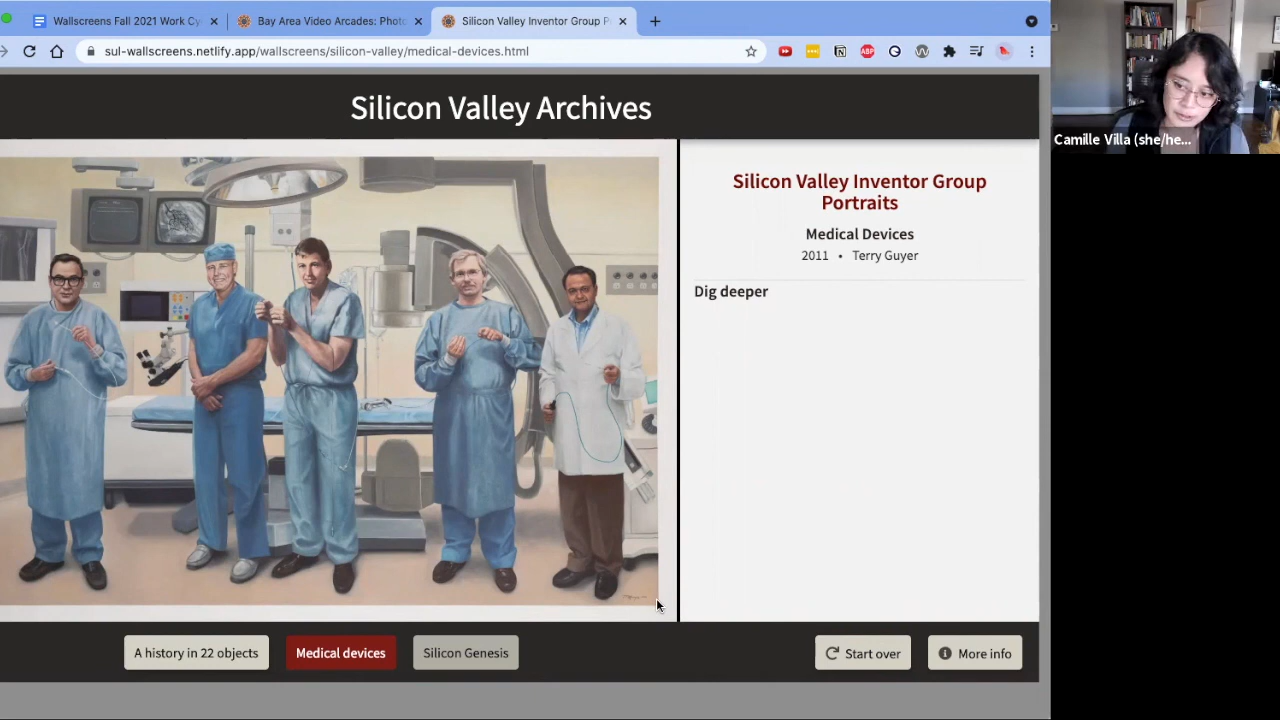 Wallscreens Fall 2021 Work Cy
Bay Area Video Arcades: Photo
Silicon Valley Inventor Group P
sul-wallscreens.netlify.app/wallscreens/silicon-valley/medical-devices.html
ABP
Silicon Valley Archives
Silicon Valley Inventor Group
Portraits
Medical Devices
2011 • Terry Guyer
Dig deeper
A history in 22 objects
Medical devices
Silicon Genesis
Start over
More info
Camille Villa (she/he...